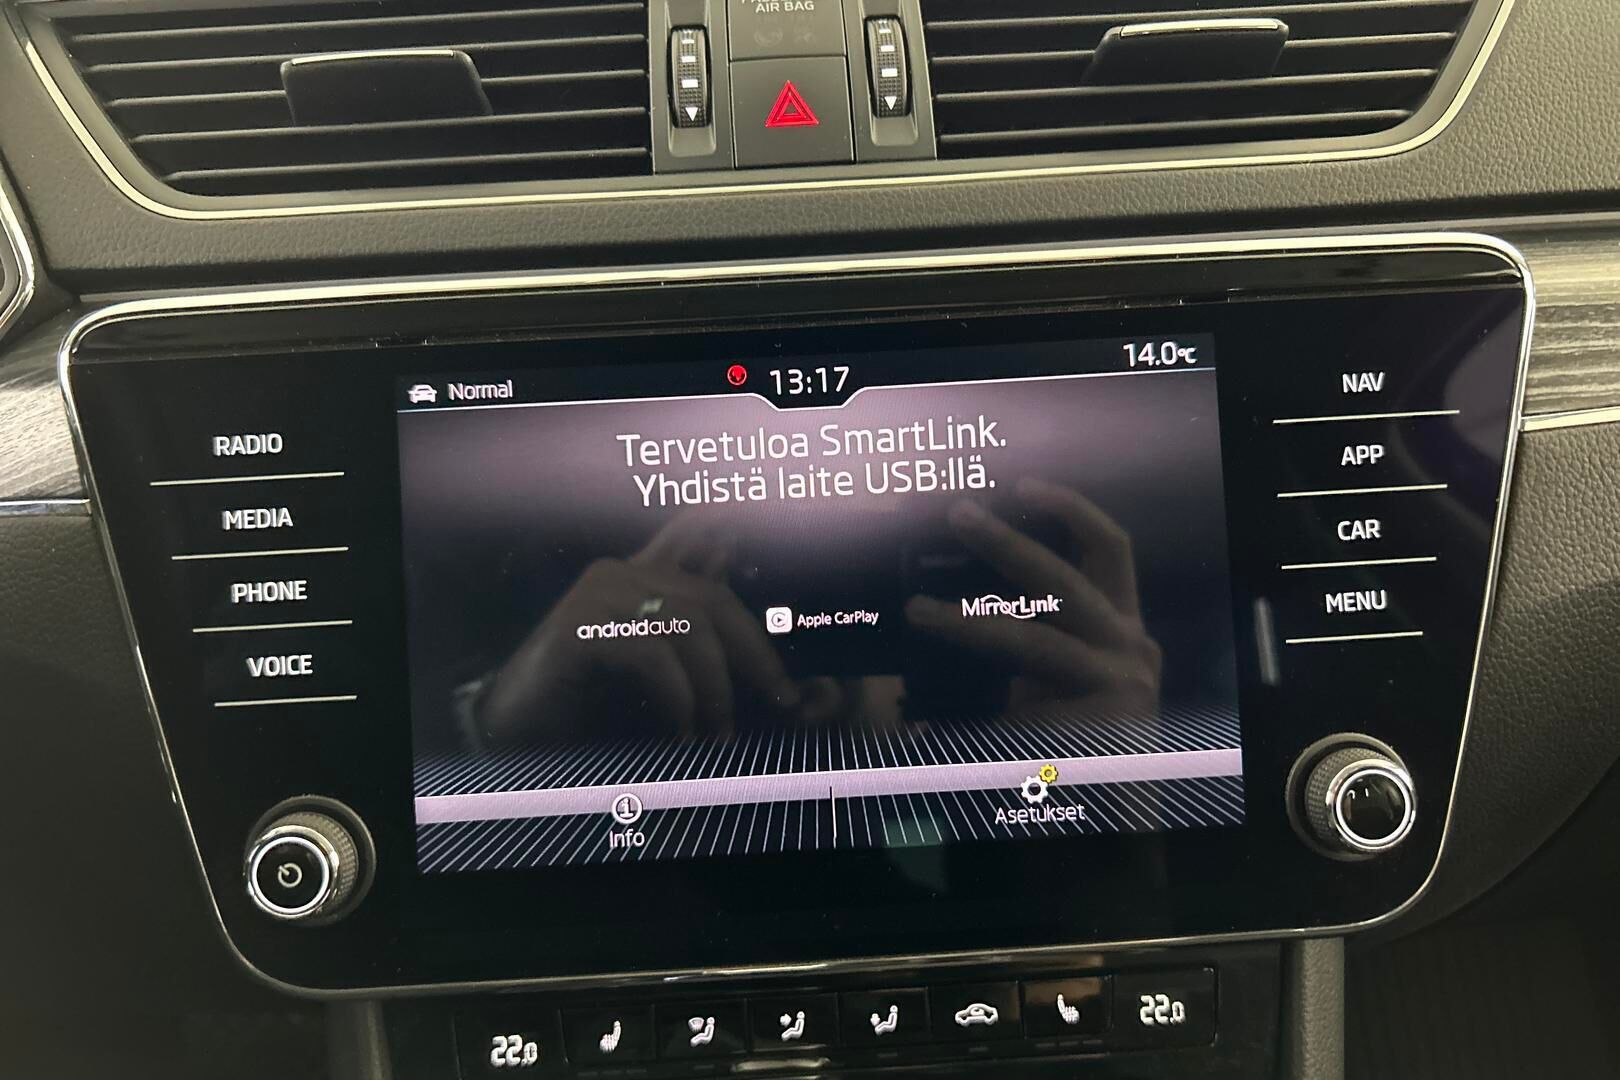 AIR BAG
Normal
13:17
14.0°C
Tervetuloa SmartLink.
Yhdistä laite USB:llä.
androidauto
Apple CarPlay
MirrorLink
Info
Asetukset
RADIO
MEDIA
PHONE
VOICE
NAV
APP
CAR
MENU
22.0
22.0